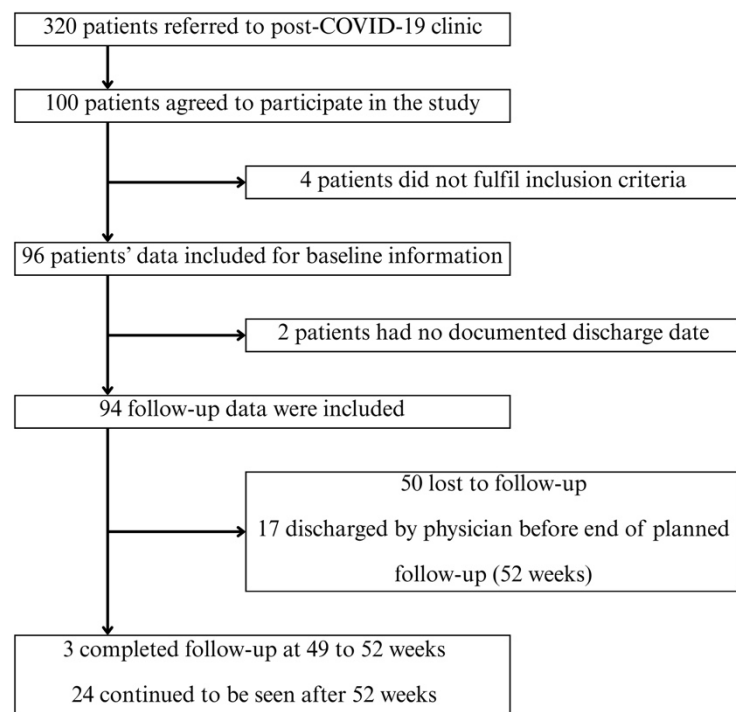 320 patients referred to post-COVID-19 clinic
100 patients agreed to participate in the study
4 patients did not fulfil inclusion criteria
96 patients’ data included for baseline information
2 patients had no documented discharge date
94 follow-up data were included
50 lost to follow-up
17 discharged by physician before end of planned
follow-up (52 weeks)
3 completed follow-up at 49 to 52 weeks
24 continued to be seen after 52 weeks